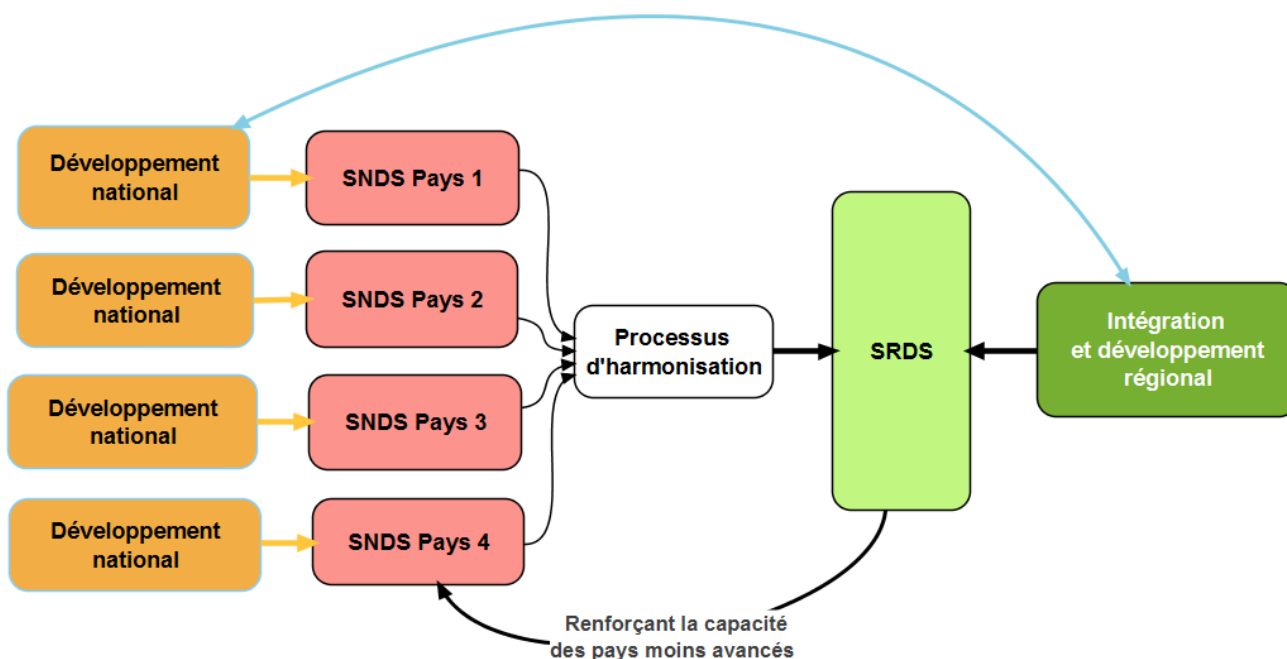 Développement
national
SNDS Pays 1
Développement
national
SNDS Pays 2
Développement
national
SNDS Pays 3
Développement
national
SNDS Pays 4
Processus
d'harmonisation
SRDS
Intégration
et développement
régional
Renforçant la capacité
des pays moins avancés